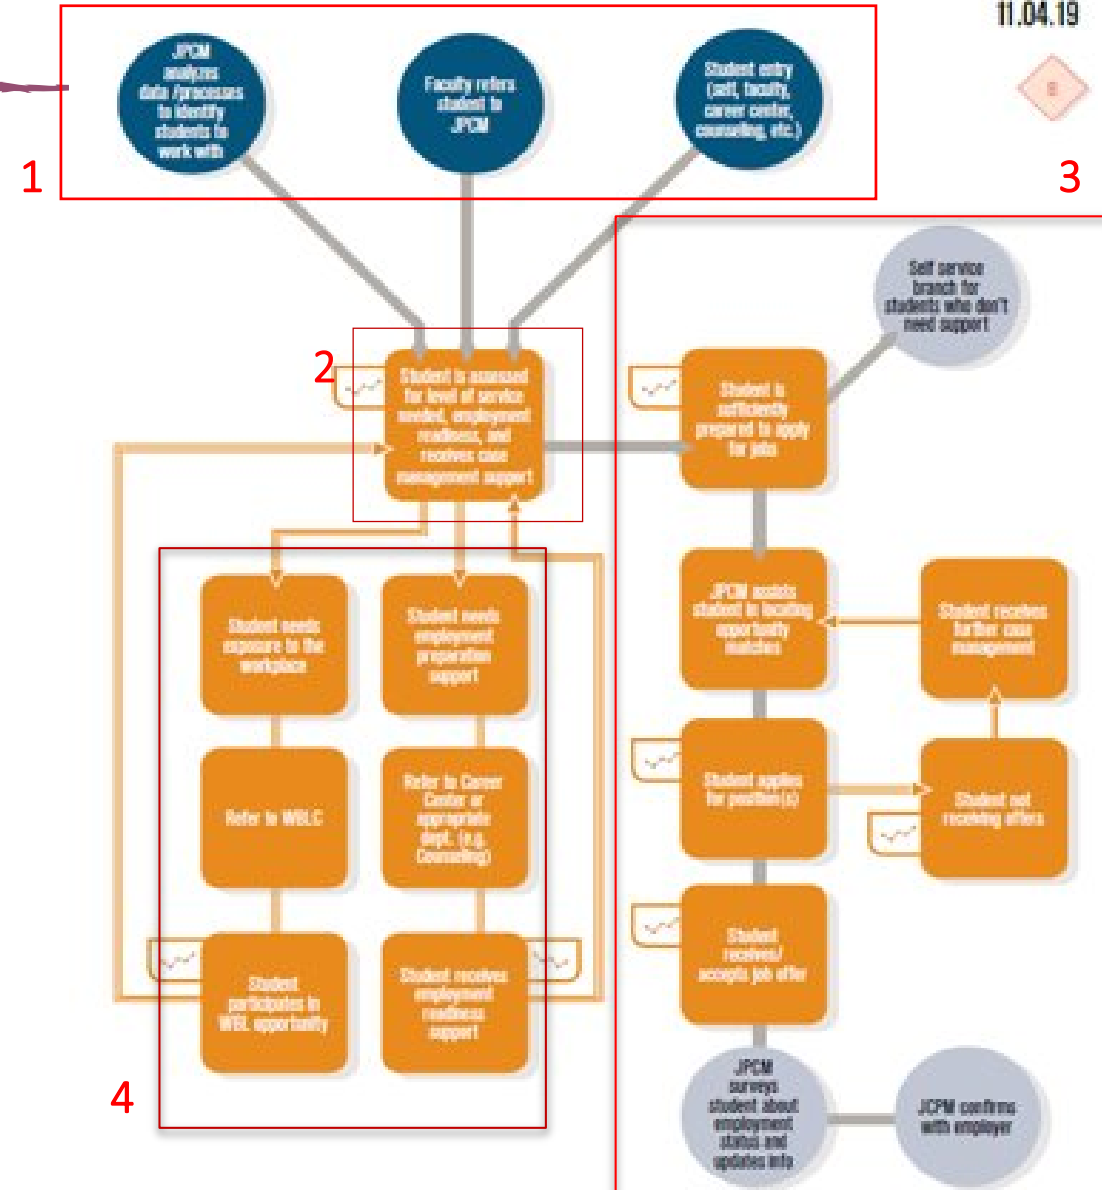 11.04.19
JPCM
analyzes
data /processes
to identify
students to
work with
Faculty refers
student to
JPCM
Student entry
(self, faculty,
career center,
counseling, etc.)
1
3
Self service
branch for
students who don't
need support
2
Student is assessed
for level of service
needed, employment
readiness, and
receives case
management support
Student is
sufficiently
prepared to apply
for jobs
Student needs
exposure to the
workplace
Student needs
employment
preparation
support
JPCM assists
student in locating
opportunity
matches
Student receives
further case
management
Refer to WBLC
Refer to Career
Center or
appropriate
dept. (e.g.
Counseling)
Student applies
for position(s)
Student not
receiving offers
Student
participates in
WBL opportunity
Student receives
employment
readiness
support
Student
receives/
accepts job offer
4
JPCM
surveys
student about
employment
status and
updates info
JCPM confirms
with employer